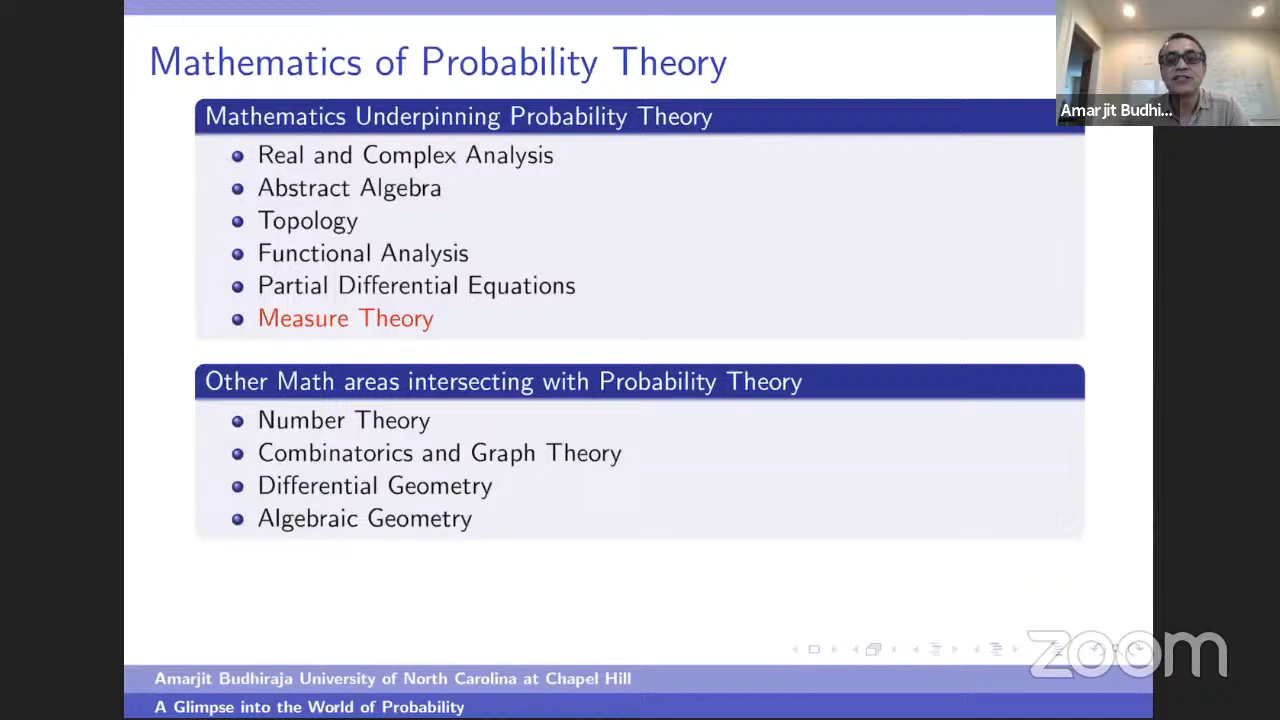 Mathematics of Probability Theory
Mathematics Underpinning Probability Theory
Real and Complex Analysis
Abstract Algebra
Topology
Functional Analysis
Partial Differential Equations
Measure Theory
Other Math areas intersecting with Probability Theory
Number Theory
Combinatorics and Graph Theory
Differential Geometry
Algebraic Geometry
Amarjit Budhi...
zoom
Amarjit Budhiraja University of North Carolina at Chapel Hill
A Glimpse into the World of Probability